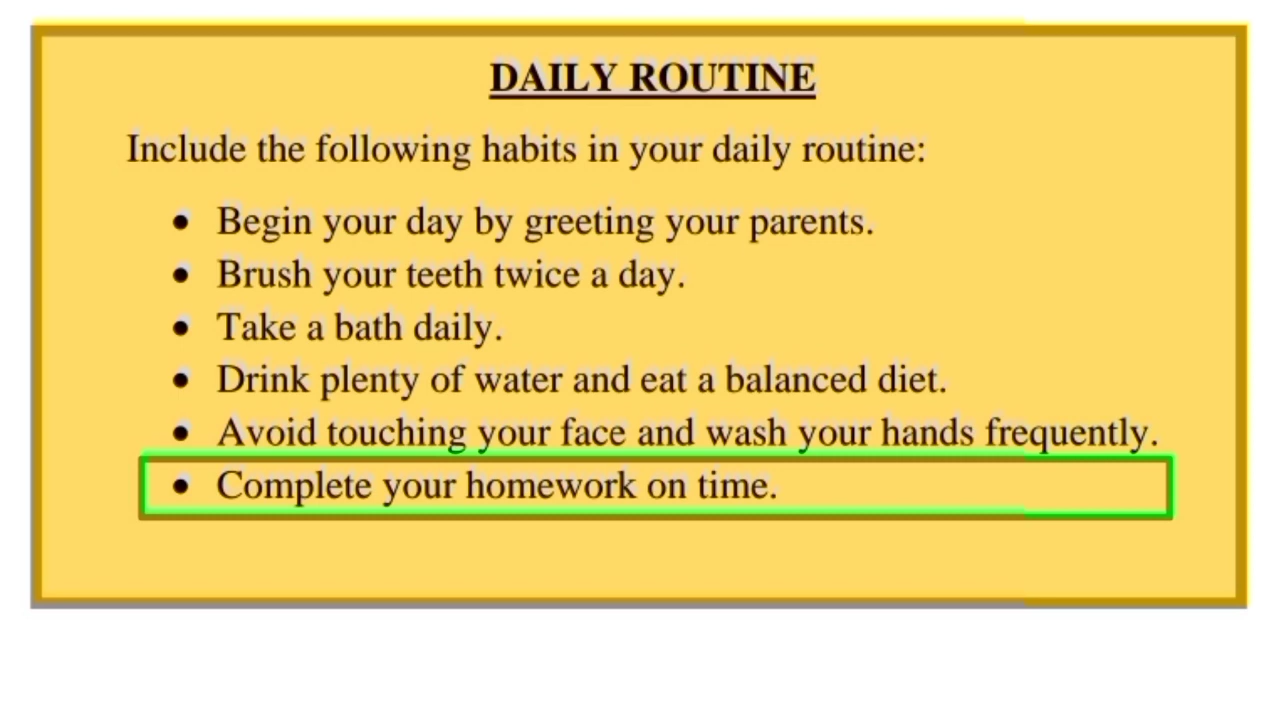 DAILY ROUTINE
Include the following habits in your daily routine:
• Begin your day by greeting your parents.
• Brush your teeth twice a day.
• Take a bath daily.
• Drink plenty of water and eat a balanced diet.
• Avoid touching your face and wash your hands frequently.
• Complete your homework on time.